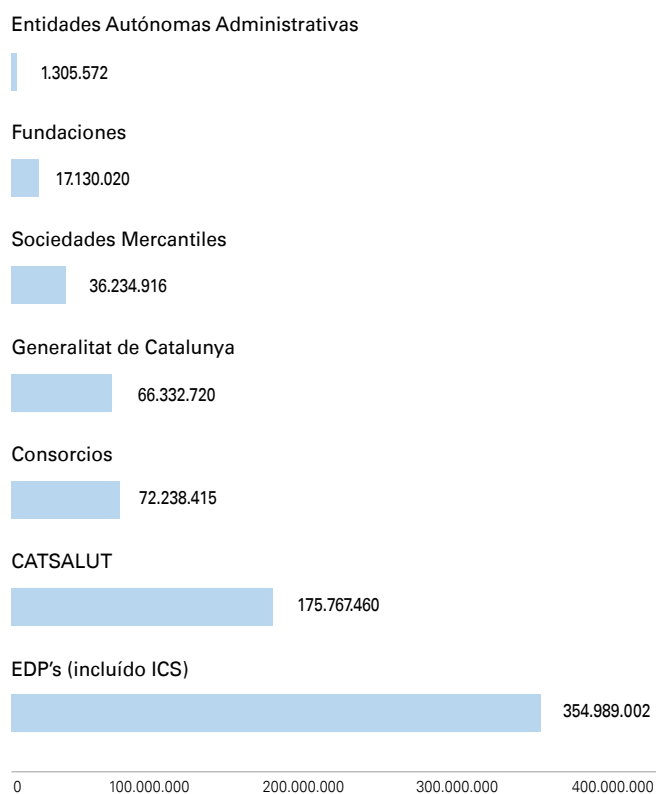 Entidades Autónomas Administrativas
1.305.572
Fundaciones
17.130.020
Sociedades Mercantiles
36.234.916
Generalitat de Catalunya
66.332.720
Consorcios
72.238.415
CATSALUT
175.767.460
EDP's (incluído ICS)
354.989.002
0 100.000.000 200.000.000 300.000.000 400.000.000